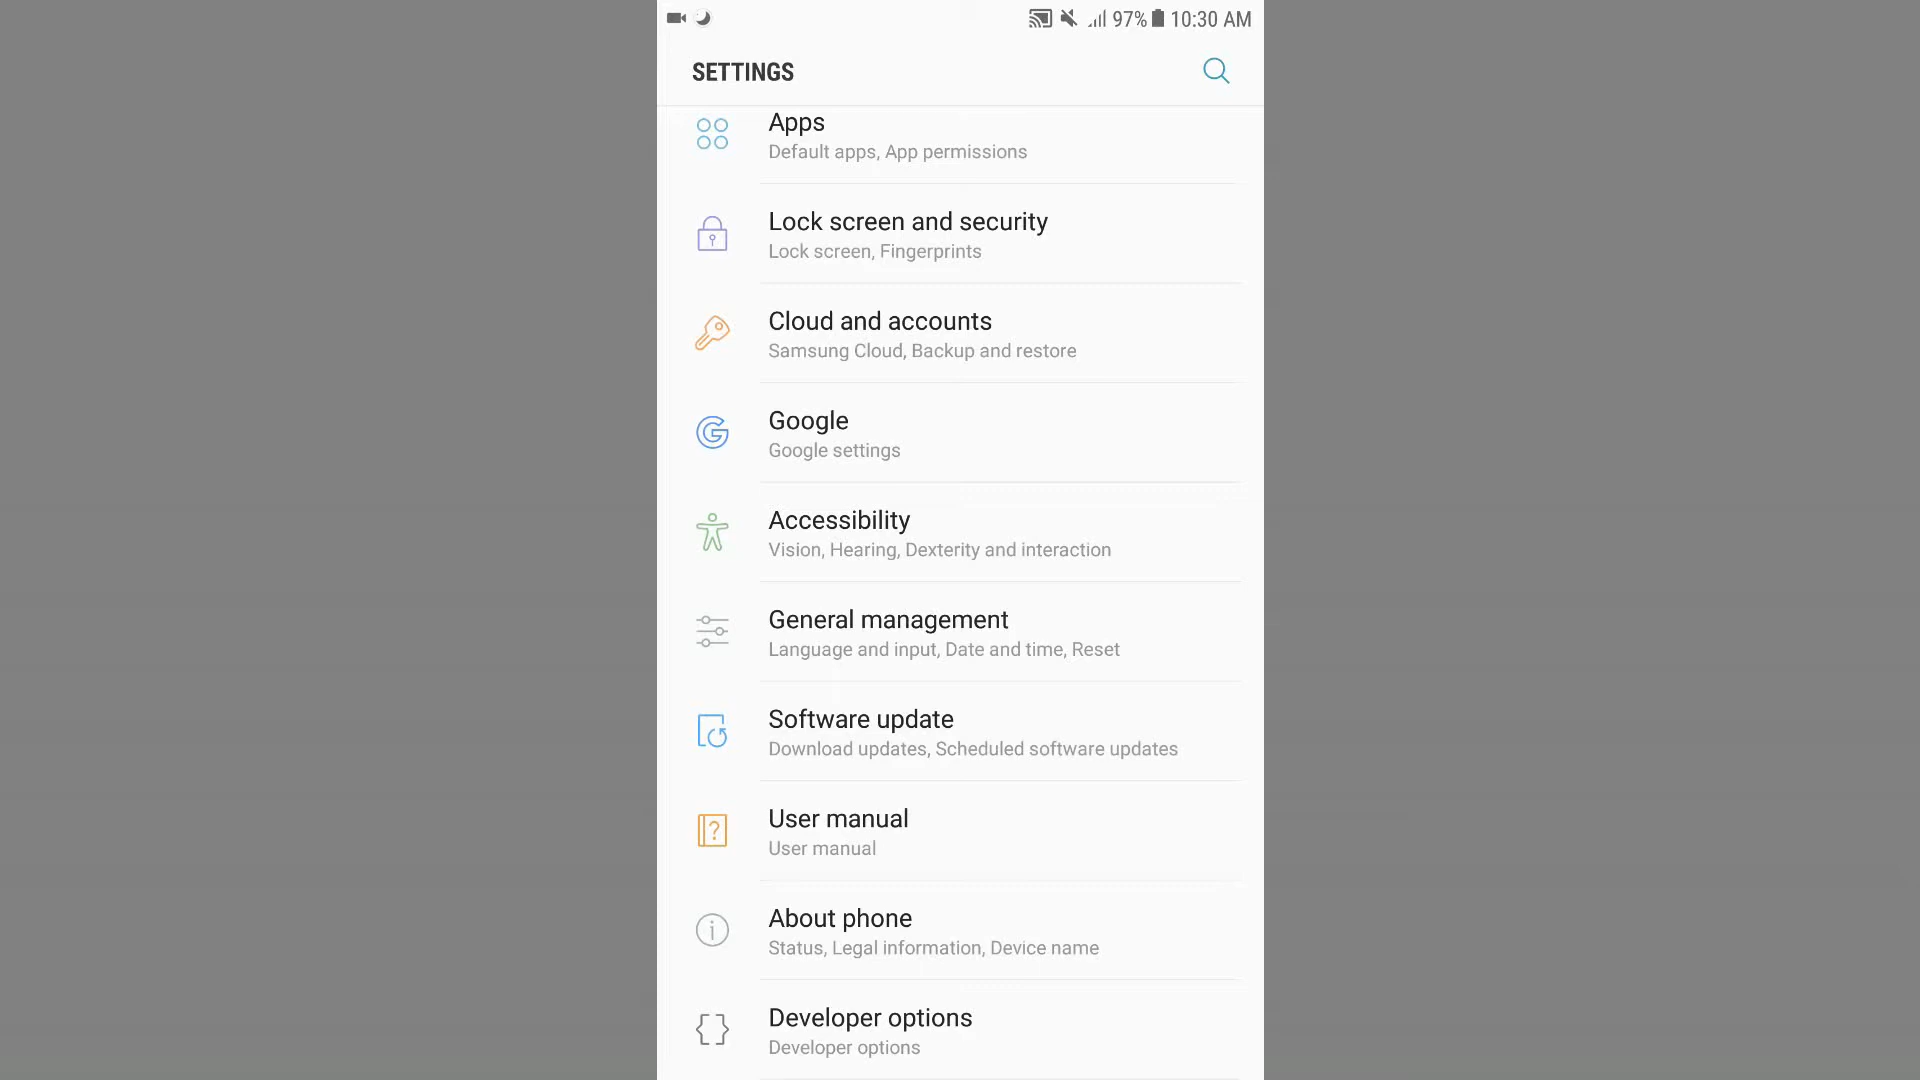 97% 10:30 AM
SETTINGS
Apps
Default apps, App permissions
Lock screen and security
Lock screen, Fingerprints
Cloud and accounts
Samsung Cloud, Backup and restore
Google
Google settings
Accessibility
Vision, Hearing, Dexterity and interaction
General management
Language and input, Date and time, Reset
Software update
Download updates, Scheduled software updates
User manual
User manual
About phone
Status, Legal information, Device name
Developer options
Developer options